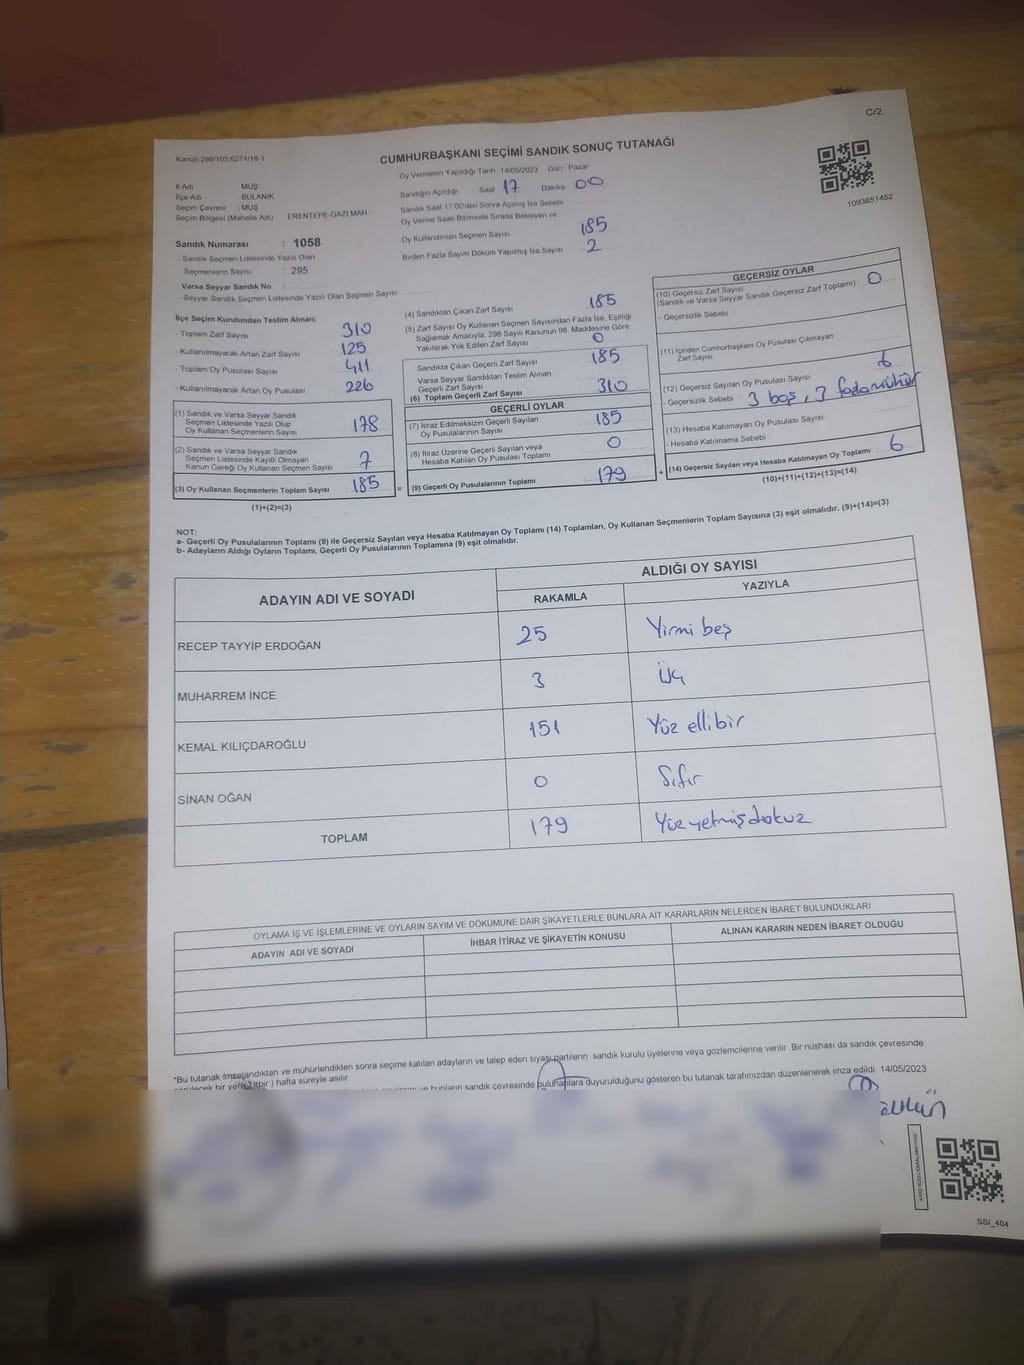 C/2
Kanun:298/105,6271/18-1
CUMHURBAŞKANI SEÇİMİ SANDIK SONUÇ TUTANAĞI
1093851452
İl Adı : MUŞ
İlçe Adı : BULANIK
Seçim Çevresi : MUŞ
Seçim Bölgesi (Mahalle Adı) ERENTEPE-GAZİ MAH
Sandık Numarası : 1058
- Sandık Seçmen Listesinde Yazılı Olan
Seçmenlerin Sayısı : 295
Varsa Seyyar Sandık No :
- Seyyar Sandık Seçmen Listesinde Yazılı Olan Seçmen Sayısı
Oy Vermenin Yapıldığı Tarih 14/05/2023 Gün Pazar
Sandığın Açıldığı Saat 17 Dakika 00
Sandık Saat 17:00'den Sonra Açılmış İse Sebebi
Oy Verme Saati Bitiminde Sırada Bekleyen ve
Oy Kullandırılan Seçmen Sayısı 185
Birden Fazla Sayım Döküm Yapılmış İse Sayısı 2
İlçe Seçim Kurulundan Teslim Alınan;
- Toplam Zarf Sayısı 310
- Kullanılmayarak Artan Zarf Sayısı 125
- Toplam Oy Pusulası Sayısı 411
- Kullanılmayarak Artan Oy Pusulası 226
(1) Sandık ve Varsa Seyyar Sandık
Seçmen Listesinde Yazılı Olup
Oy Kullanan Seçmenlerin Sayısı 178
(2) Sandık ve Varsa Seyyar Sandık
Seçmen Listesinde Kayıtlı Olmayan
Kanun Gereği Oy Kullanan Seçmen Sayısı 7
(3) Oy Kullanan Seçmenlerin Toplam Sayısı 185
(1)+(2)=(3)
(4) Sandıktan Çıkan Zarf Sayısı 185
(5) Zarf Sayısı Oy Kullanan Seçmen Sayısından Fazla İse, Eşitliği
Sağlamak Amacıyla, 298 Sayılı Kanunun 98. Maddesine Göre
Yakılarak Yok Edilen Zarf Sayısı 0
Sandıkta Çıkan Geçerli Zarf Sayısı 185
Varsa Seyyar Sandıktan Teslim Alınan
Geçerli Zarf Sayısı
(6) Toplam Geçerli Zarf Sayısı 310
GEÇERLİ OYLAR
(7) İtiraz Edilmeksizin Geçerli Sayılan
Oy Pusulalarının Sayısı 185
(8) İtiraz Üzerine Geçerli Sayılan veya
Hesaba Katılan Oy Pusulası Toplamı 0
= (9) Geçerli Oy Pusulalarının Toplamı 179
GEÇERSİZ OYLAR
(10) Geçersiz Zarf Sayısı
(Sandık ve Varsa Seyyar Sandık Geçersiz Zarf Toplamı) 0
- Geçersizlik Sebebi
(11) İçinden Cumhurbaşkanı Oy Pusulası Çıkmayan
Zarf Sayısı
(12) Geçersiz Sayılan Oy Pusulası Sayısı 6
- Geçersizlik Sebebi 3 boş, 3 fazla mühür
(13) Hesaba Katılmayan Oy Pusulası Sayısı
- Hesaba Katılmama Sebebi
+ (14) Geçersiz Sayılan veya Hesaba Katılmayan Oy Toplamı 6
(10)+(11)+(12)+(13)=(14)
NOT:
a- Geçerli Oy Pusulalarının Toplamı (9) ile Geçersiz Sayılan veya Hesaba Katılmayan Oy Toplamı (14) Toplamları, Oy Kullanan Seçmenlerin Toplam Sayısına (3) eşit olmalıdır. (9)+(14)=(3)
b- Adayların Aldığı Oyların Toplamı, Geçerli Oy Pusulalarının Toplamına (9) eşit olmalıdır.
ADAYIN ADI VE SOYADI
ALDIĞI OY SAYISI
RAKAMLA YAZIYLA
RECEP TAYYİP ERDOĞAN 25 Yirmi beş
MUHARREM İNCE 3 Üç
KEMAL KILIÇDAROĞLU 151 Yüz ellibir
SİNAN OĞAN 0 Sıfır
TOPLAM 179 Yüz yetmiş dokuz
OYLAMA İŞ VE İŞLEMLERİNE VE OYLARIN SAYIM VE DÖKÜMÜNE DAİR ŞİKAYETLERLE BUNLARA AİT KARARLARIN NELERDEN İBARET BULUNDUKLARI
ADAYIN ADI VE SOYADI İHBAR İTİRAZ VE ŞİKAYETİN KONUSU ALINAN KARARIN NEDEN İBARET OLDUĞU
*Bu tutanak imzalandıktan ve mühürlendikten sonra seçime katılan adayların ve talep eden siyasi partilerin sandık kurulu üyelerine veya gözlemcilerine verilir Bir nüshası da sandık çevresinde
bir yere (bir ) hafta süreyle asılır
bunların sandık çevresinde bulunanlara duyurulduğunu gösteren bu tutanak tarafımızdan düzenlenerek imza edildi. 14/05/2023
SSI_404